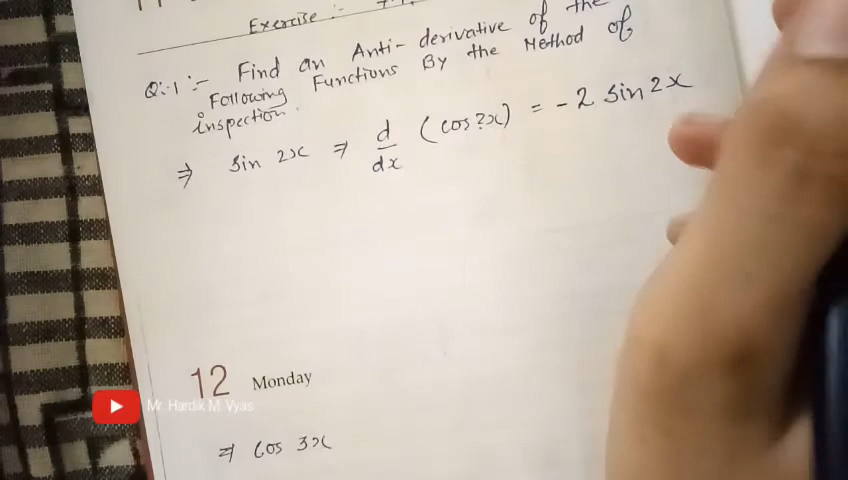 Exercise :-
Q:-1 :- Find an Anti-derivative of the
Following Functions By the Method of
inspection.
⇒ sin 2x ⇒ d/dx (cos 2x) = -2 sin 2x
12 Monday
Mr. Hardik M. Vyas
⇒ cos 3x